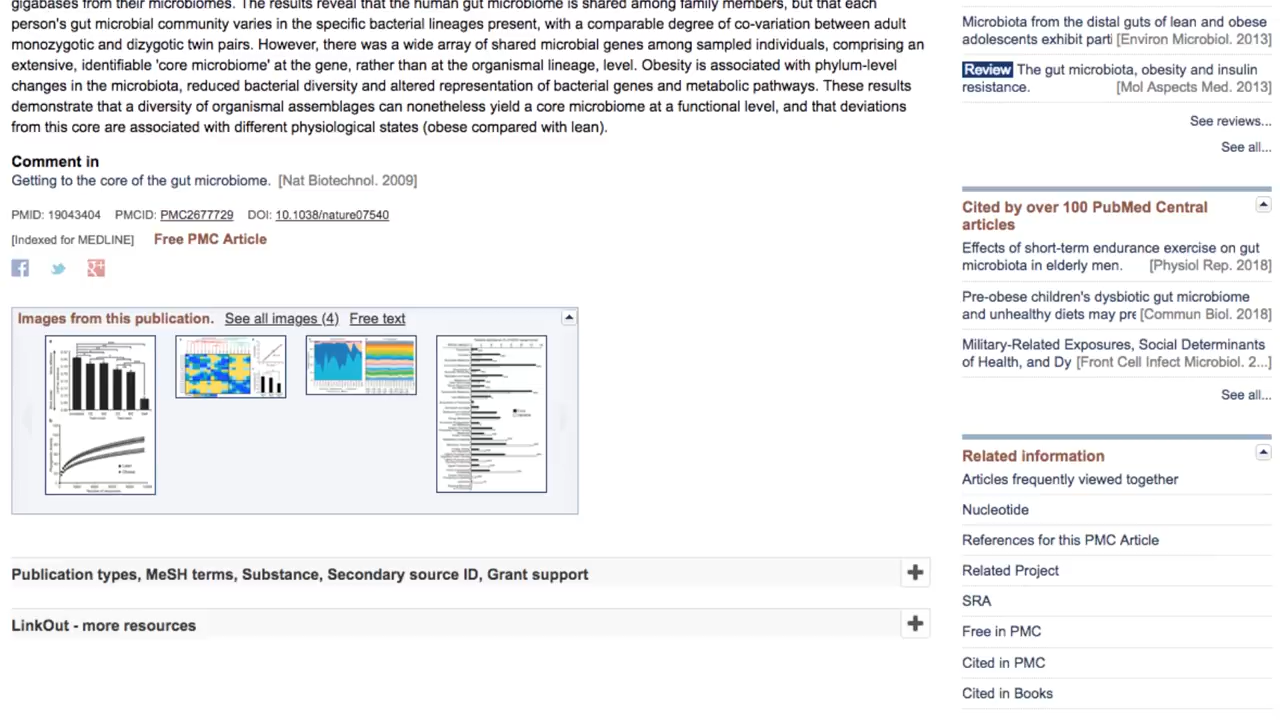 gigabases from their microbiomes. The results reveal that the human gut microbiome is shared among family members, but that each
person's gut microbial community varies in the specific bacterial lineages present, with a comparable degree of co-variation between adult
monozygotic and dizygotic twin pairs. However, there was a wide array of shared microbial genes among sampled individuals, comprising an
extensive, identifiable 'core microbiome' at the gene, rather than at the organismal lineage, level. Obesity is associated with phylum-level
changes in the microbiota, reduced bacterial diversity and altered representation of bacterial genes and metabolic pathways. These results
demonstrate that a diversity of organismal assemblages can nonetheless yield a core microbiome at a functional level, and that deviations
from this core are associated with different physiological states (obese compared with lean).
Comment in
Getting to the core of the gut microbiome. [Nat Biotechnol. 2009]
PMID: 19043404 PMCID: PMC2677729 DOI: 10.1038/nature07540
[Indexed for MEDLINE] Free PMC Article
Images from this publication. See all images (4) Free text
Publication types, MeSH terms, Substance, Secondary source ID, Grant support
LinkOut - more resources
Microbiota from the distal guts of lean and obese
adolescents exhibit parti [Environ Microbiol. 2013]
Review The gut microbiota, obesity and insulin
resistance. [Mol Aspects Med. 2013]
See reviews...
See all...
Cited by over 100 PubMed Central
articles
Effects of short-term endurance exercise on gut
microbiota in elderly men. [Physiol Rep. 2018]
Pre-obese children's dysbiotic gut microbiome
and unhealthy diets may pre [Commun Biol. 2018]
Military-Related Exposures, Social Determinants
of Health, and Dy [Front Cell Infect Microbiol. 2...]
See all...
Related information
Articles frequently viewed together
Nucleotide
References for this PMC Article
Related Project
SRA
Free in PMC
Cited in PMC
Cited in Books